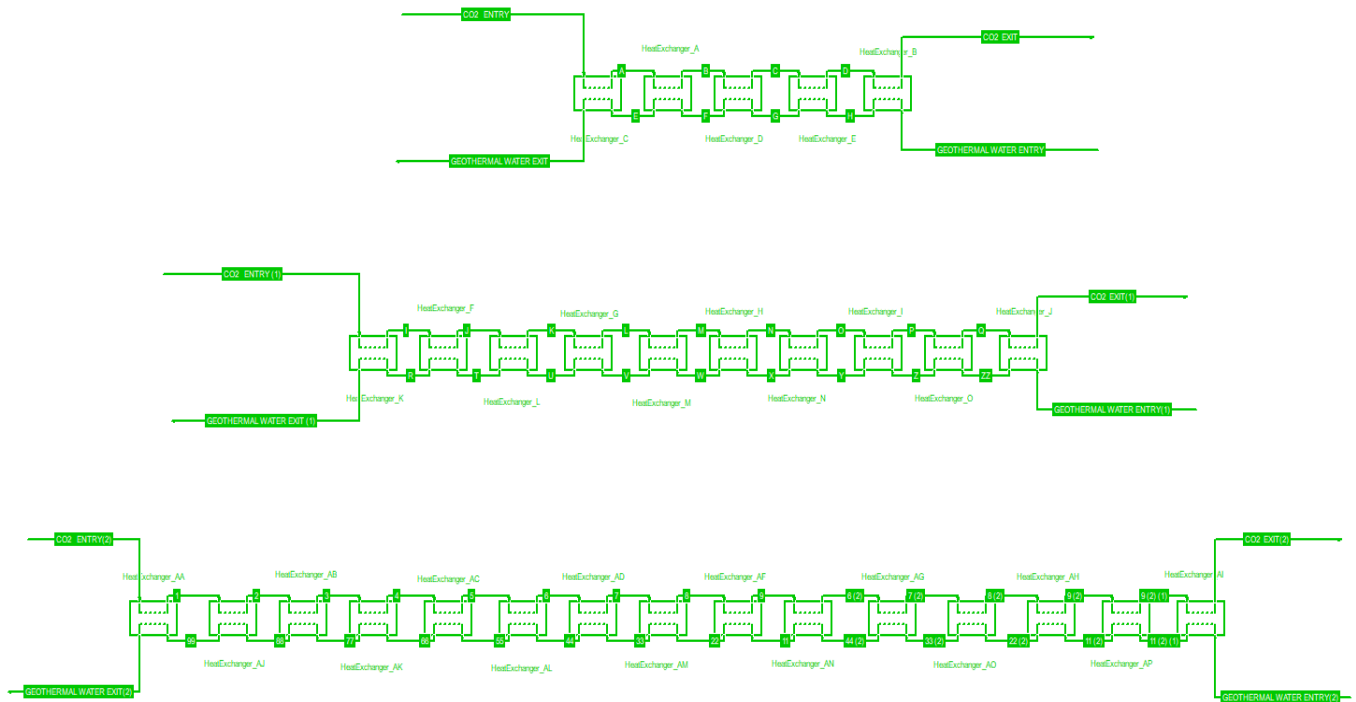 CO2 ENTRY
CO2 EXIT
HeatExchanger_A
HeatExchanger_B
A
B
C
D
E
F
G
H
HeatExchanger_C
HeatExchanger_D
HeatExchanger_E
GEOTHERMAL WATER ENTRY
GEOTHERMAL WATER EXIT
CO2 ENTRY (1)
CO2 EXIT(1)
HeatExchanger_F
HeatExchanger_G
HeatExchanger_H
HeatExchanger_I
HeatExchanger_J
I
J
K
L
M
N
O
P
Q
R
T
U
V
W
X
Y
Z
ZZ
HeatExchanger_K
HeatExchanger_L
HeatExchanger_M
HeatExchanger_N
HeatExchanger_O
GEOTHERMAL WATER ENTRY(1)
GEOTHERMAL WATER EXIT (1)
CO2 ENTRY(2)
CO2 EXIT(2)
HeatExchanger_AA
HeatExchanger_AB
HeatExchanger_AC
HeatExchanger_AD
HeatExchanger_AF
HeatExchanger_AG
HeatExchanger_AH
HeatExchanger_AI
1
2
3
4
5
6
7
8
9
6 (2)
7 (2)
8 (2)
9 (2)
9 (2) (1)
99
88
77
66
55
44
33
22
11
44 (2)
33 (2)
22 (2)
11 (2)
11 (2) (1)
HeatExchanger_AJ
HeatExchanger_AK
HeatExchanger_AL
HeatExchanger_AM
HeatExchanger_AN
HeatExchanger_AO
HeatExchanger_AP
GEOTHERMAL WATER EXIT(2)
GEOTHERMAL WATER ENTRY(2)